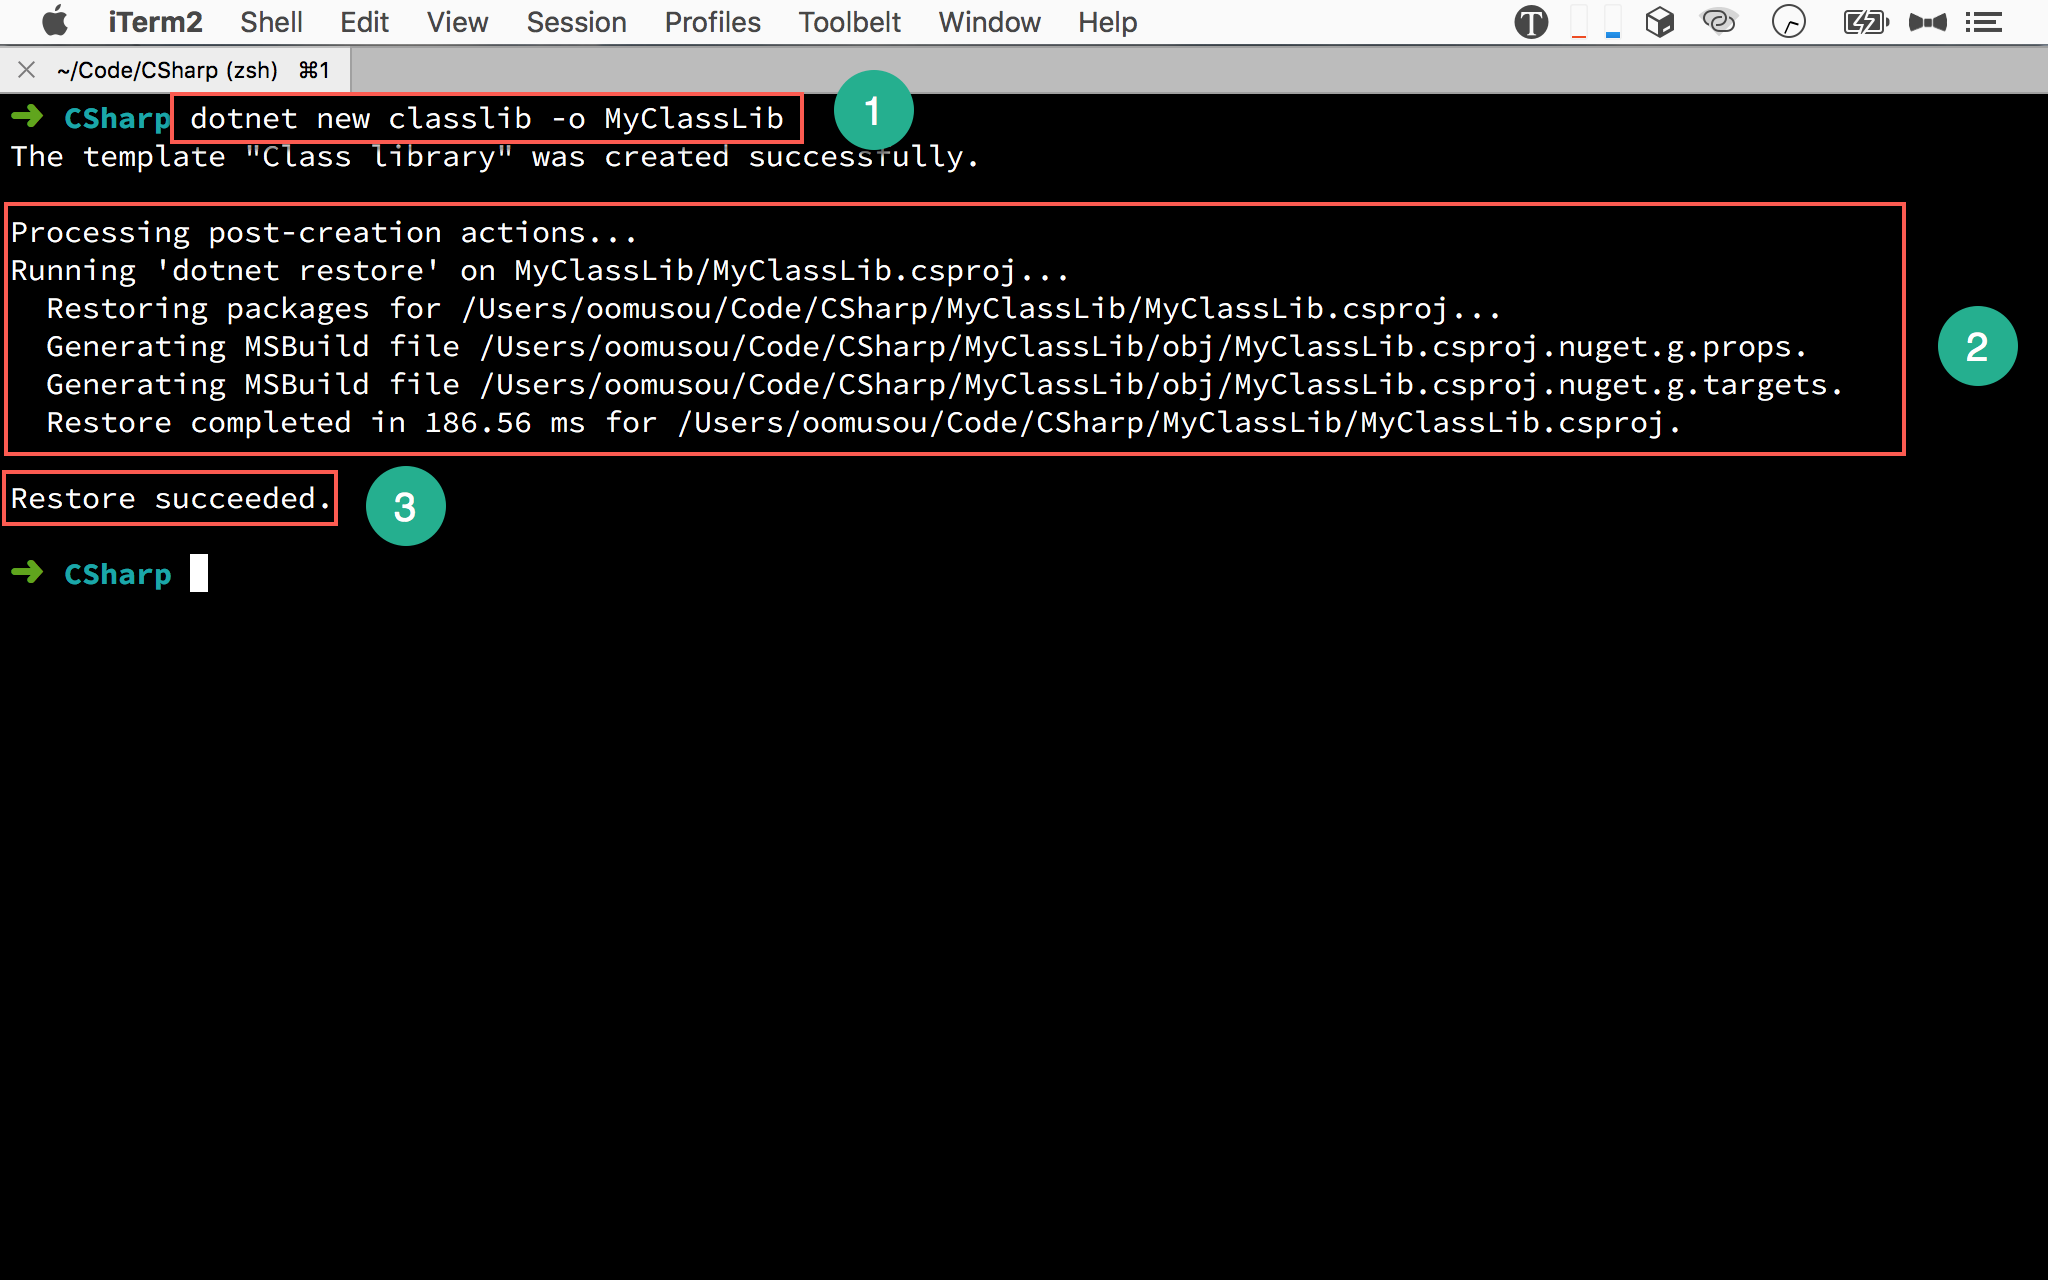 iTerm2 Shell Edit View Session Profiles Toolbelt Window Help
~/Code/CSharp (zsh) ⌘1
➜ CSharp dotnet new classlib -o MyClassLib
1
The template "Class library" was created successfully.
Processing post-creation actions...
Running 'dotnet restore' on MyClassLib/MyClassLib.csproj...
Restoring packages for /Users/oomusou/Code/CSharp/MyClassLib/MyClassLib.csproj...
Generating MSBuild file /Users/oomusou/Code/CSharp/MyClassLib/obj/MyClassLib.csproj.nuget.g.props.
2
Generating MSBuild file /Users/oomusou/Code/CSharp/MyClassLib/obj/MyClassLib.csproj.nuget.g.targets.
Restore completed in 186.56 ms for /Users/oomusou/Code/CSharp/MyClassLib/MyClassLib.csproj.
Restore succeeded.
3
➜ CSharp